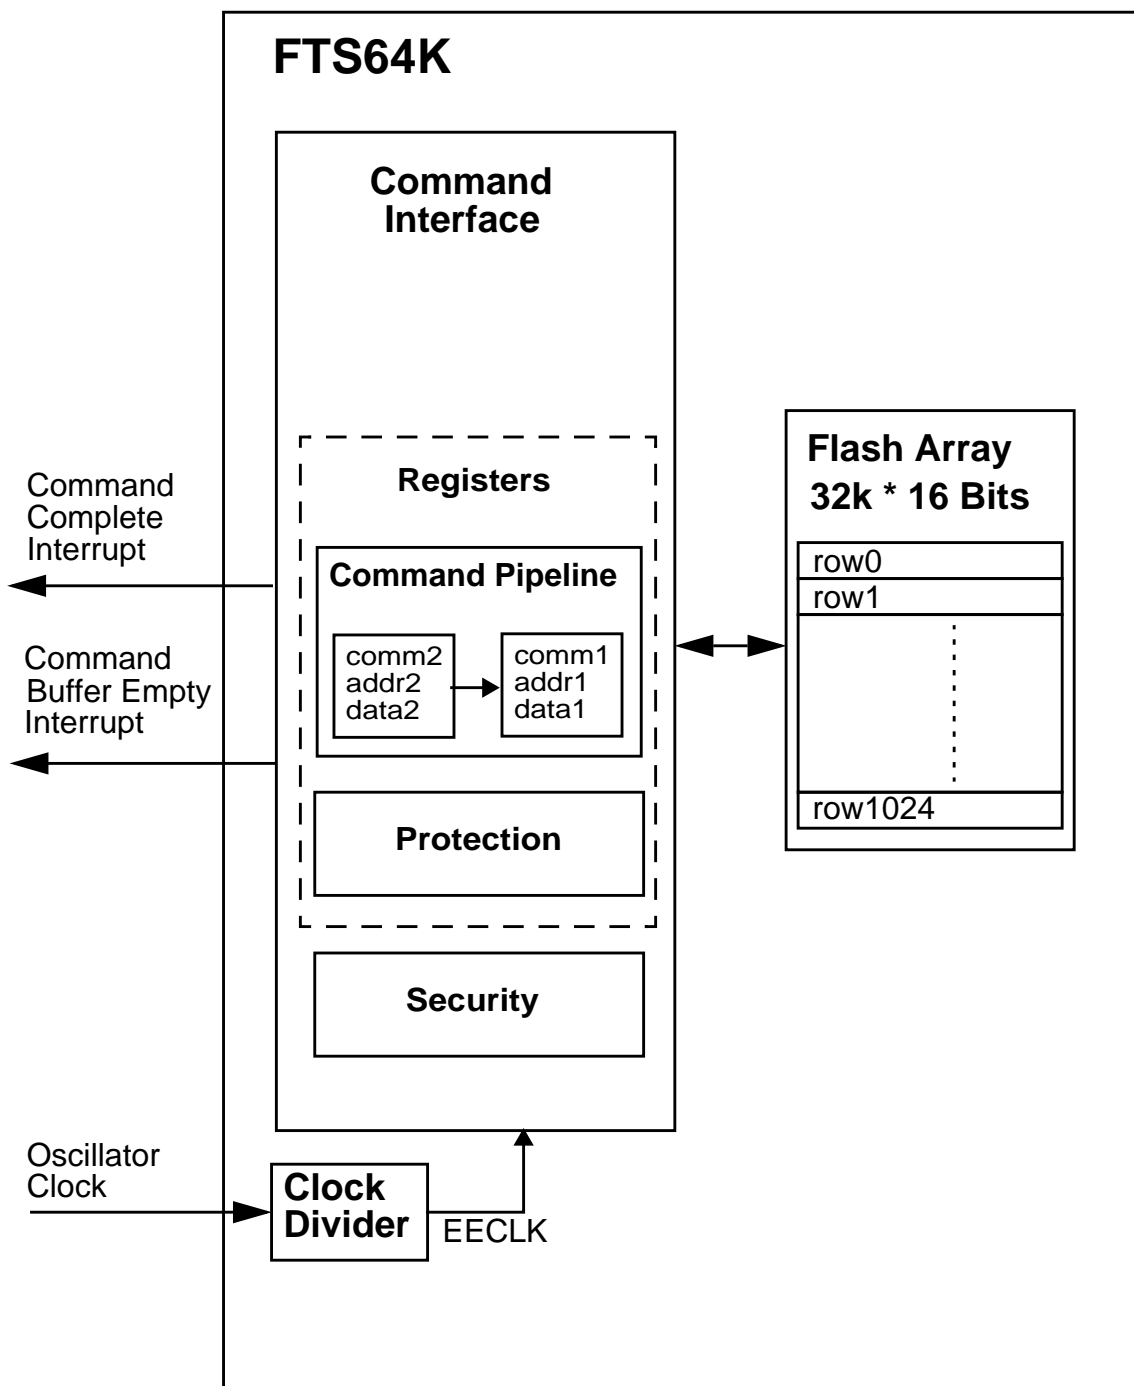 FTS64K
Command
Interface
Registers
Command Pipeline
comm2
addr2
data2
comm1
addr1
data1
Protection
Security
Command
Complete
Interrupt
Command
Buffer Empty
Interrupt
Flash Array
32k * 16 Bits
row0
row1
row1024
Oscillator
Clock
Clock
Divider
EECLK